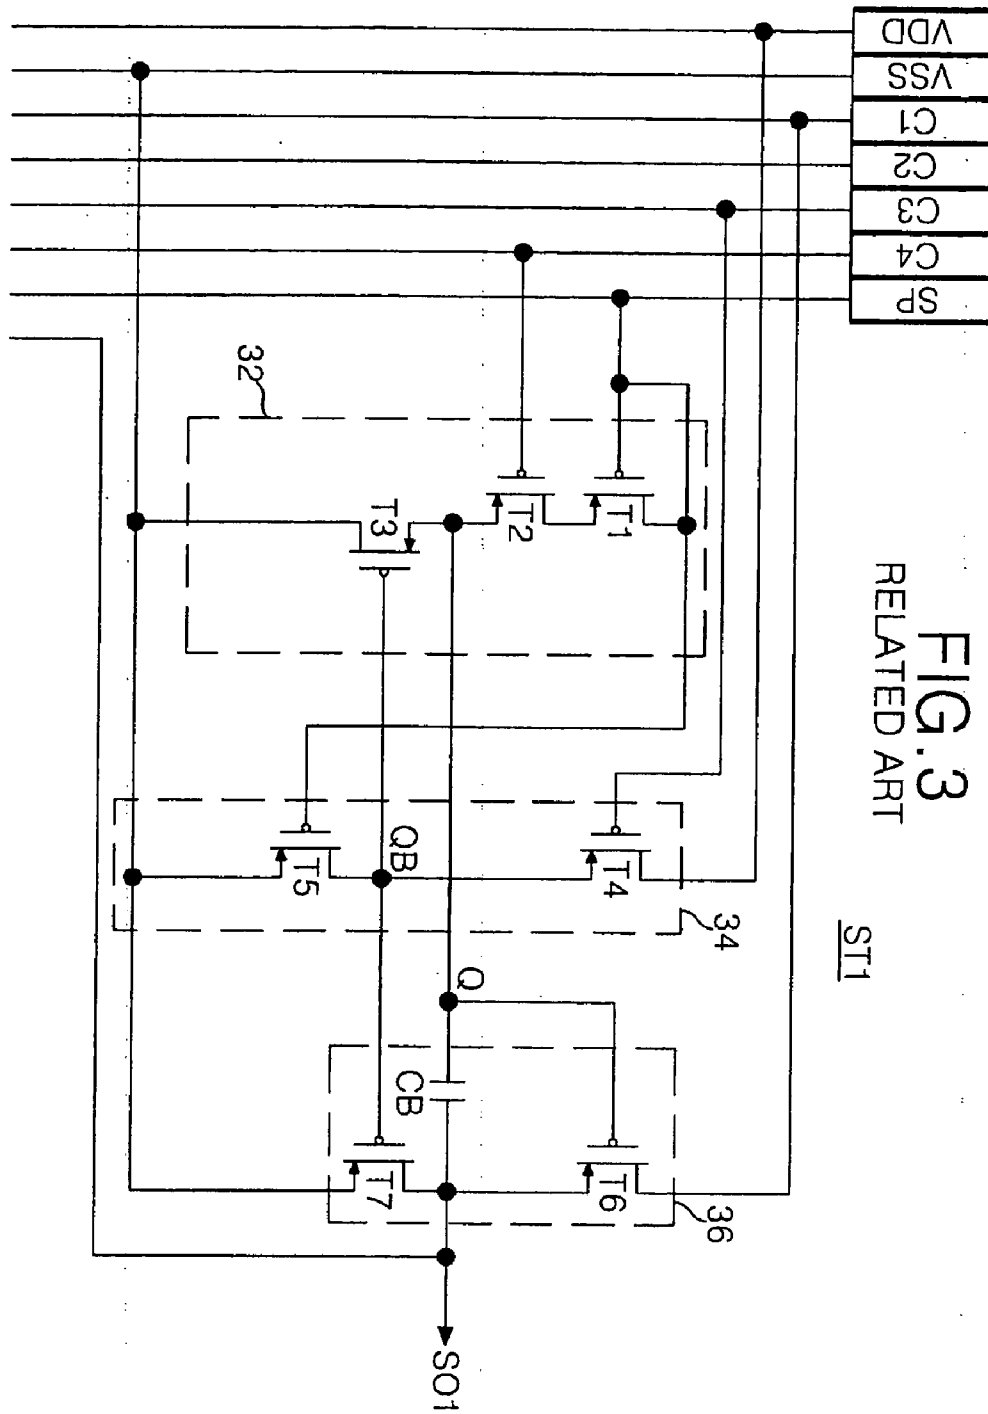 FIG.3
RELATED ART
ST1
VDD
VSS
C1
C2
C3
C4
SP
32
T1
T2
T3
34
T4
QB
T5
Q
36
CB
T6
T7
SO1